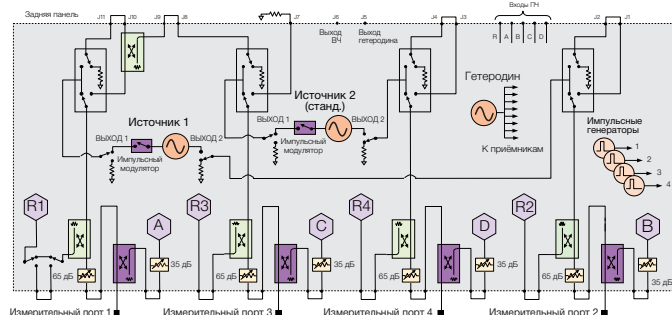 Задняя панель
J11
J10
J9
J8
J7
J6
J5
J4
J3
Входы ПЧ
J2
J1
Выход
ВЧ
Выход
гетеродина
R
A
B
C
D
Источник 1
ВЫХОД 1
ВЫХОД 2
Импульсный
модулятор
Источник 2
(станд.)
ВЫХОД 1
ВЫХОД 2
Импульсный
модулятор
Гетеродин
К приёмникам
Импульсные
генераторы
1
2
3
4
R1
A
R3
C
R4
D
R2
B
65 дБ
35 дБ
65 дБ
35 дБ
65 дБ
35 дБ
65 дБ
35 дБ
Измерительный порт 1
Измерительный порт 3
Измерительный порт 4
Измерительный порт 2